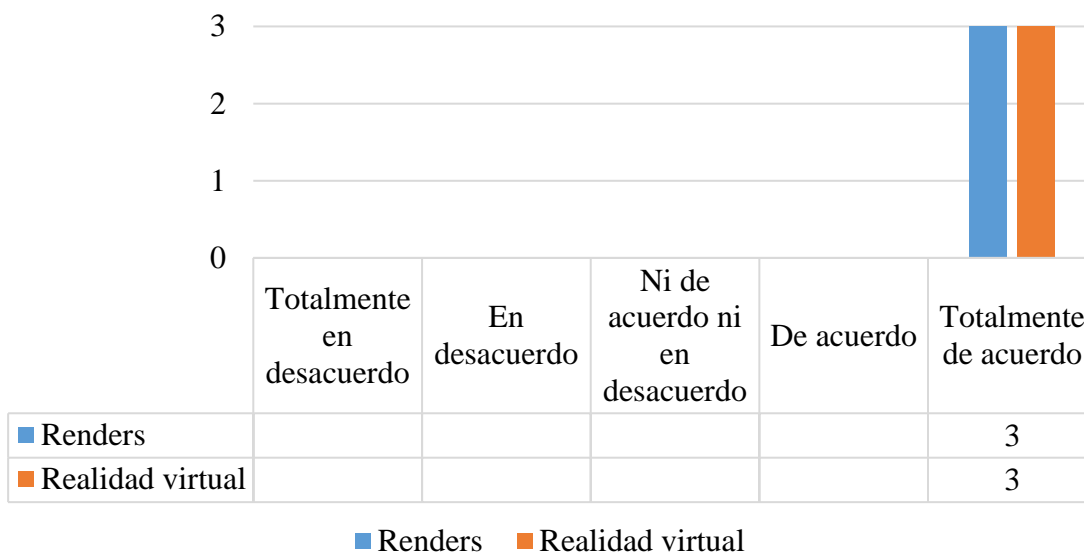 3
2
1
0
Totalmente
en
desacuerdo
En
desacuerdo
Ni de
acuerdo ni
en
desacuerdo
De acuerdo
Totalmente
de acuerdo
Renders 3
Realidad virtual 3
Renders Realidad virtual